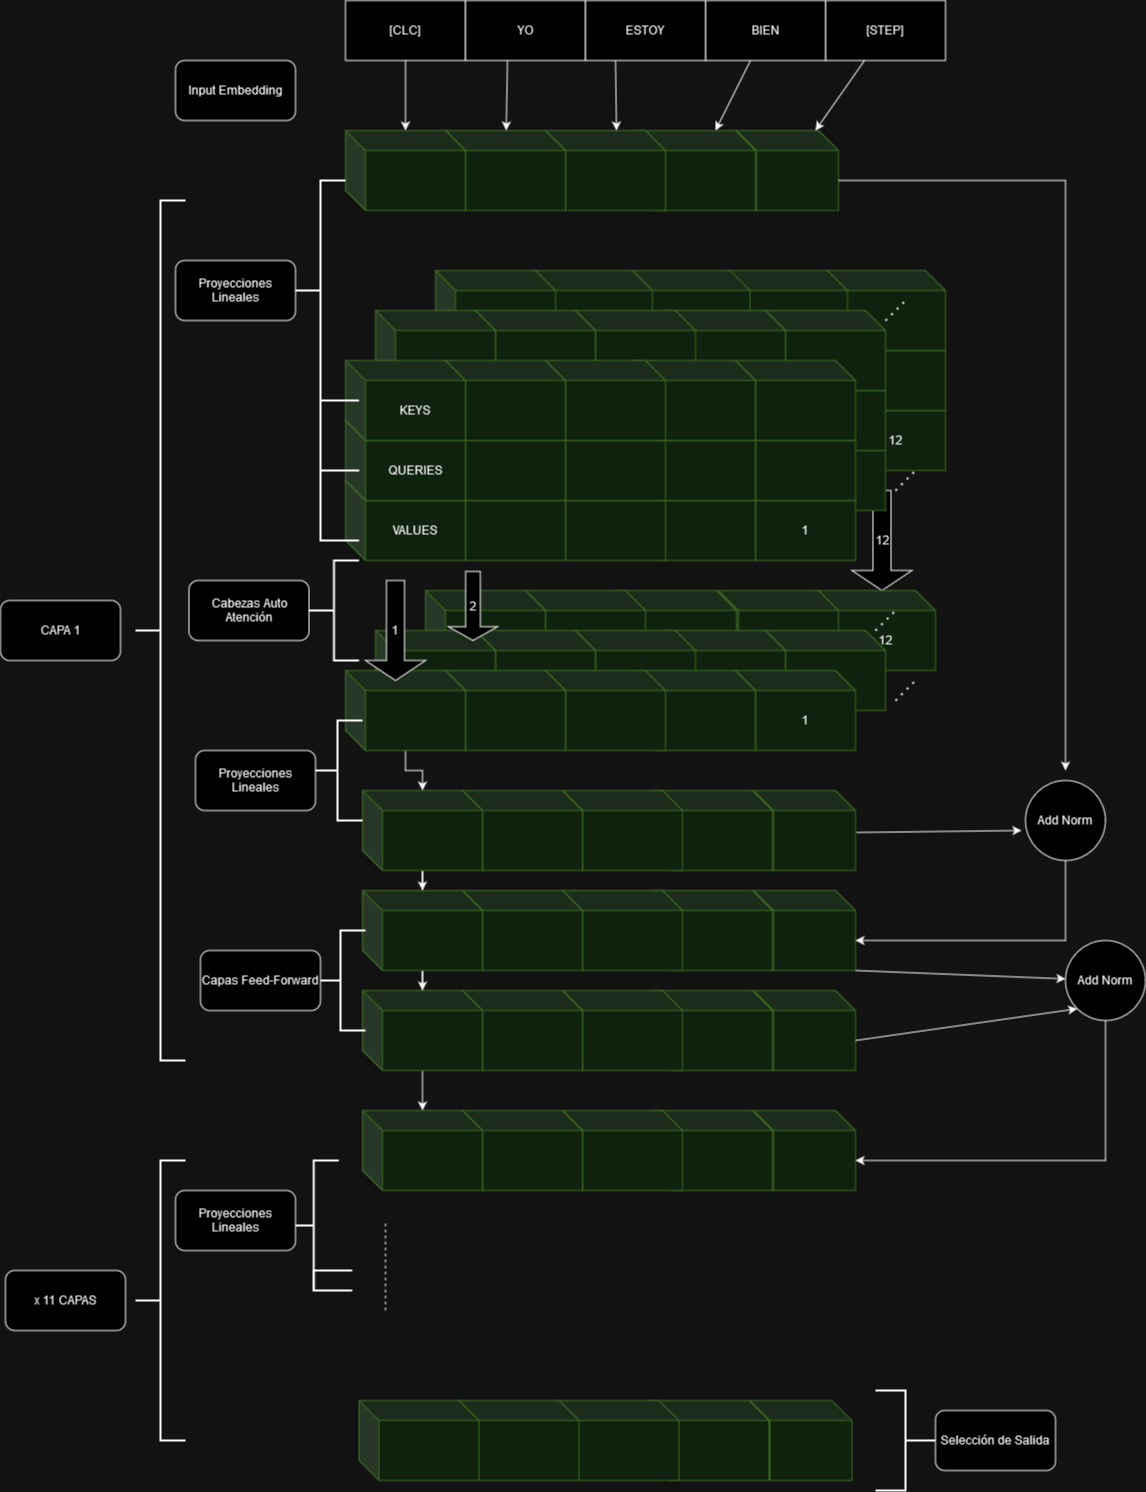 [CLC]
YO
ESTOY
BIEN
[STEP]
Input Embedding
Proyecciones
Lineales
KEYS
12
QUERIES
VALUES
1
12
Cabezas Auto
Atención
1
2
12
CAPA 1
1
Proyecciones
Lineales
Add Norm
Capas Feed-Forward
Add Norm
Proyecciones
Lineales
x 11 CAPAS
Selección de Salida